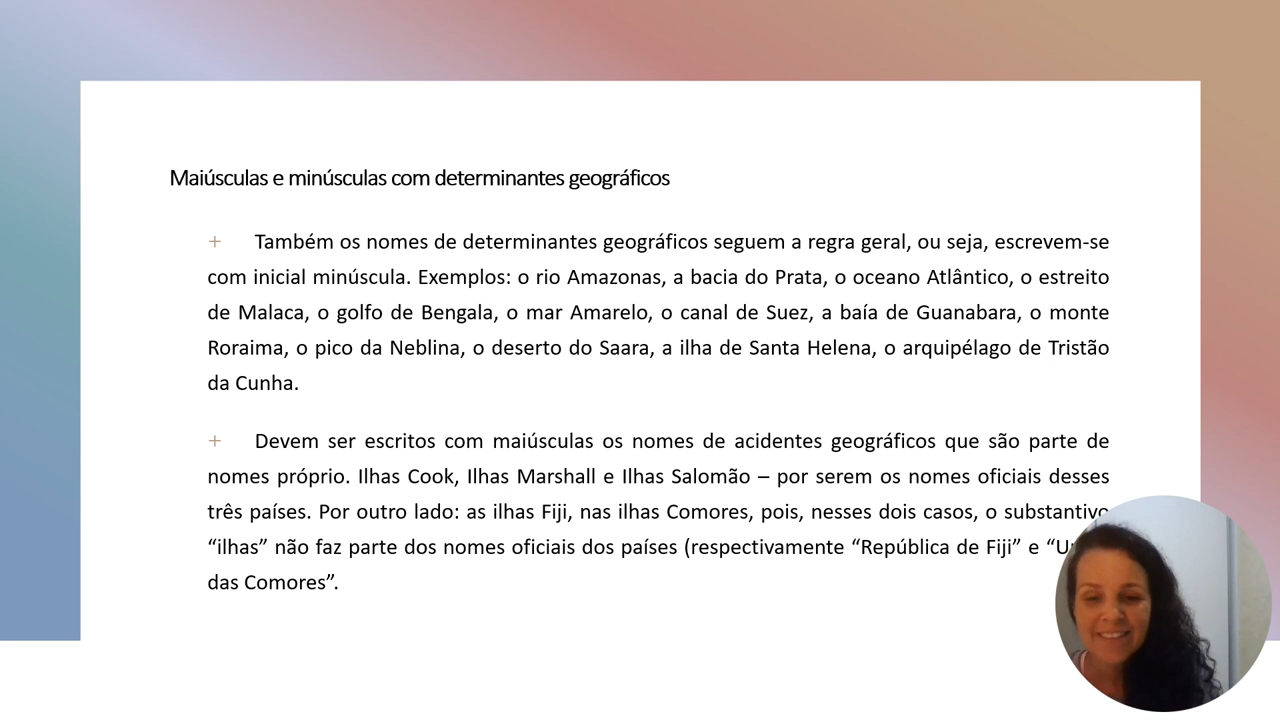 Maiúsculas e minúsculas com determinantes geográficos
+ Também os nomes de determinantes geográficos seguem a regra geral, ou seja, escrevem-se
com inicial minúscula. Exemplos: o rio Amazonas, a bacia do Prata, o oceano Atlântico, o estreito
de Malaca, o golfo de Bengala, o mar Amarelo, o canal de Suez, a baía de Guanabara, o monte
Roraima, o pico da Neblina, o deserto do Saara, a ilha de Santa Helena, o arquipélago de Tristão
da Cunha.
+ Devem ser escritos com maiúsculas os nomes de acidentes geográficos que são parte de
nomes próprio. Ilhas Cook, Ilhas Marshall e Ilhas Salomão – por serem os nomes oficiais desses
três países. Por outro lado: as ilhas Fiji, nas ilhas Comores, pois, nesses dois casos, o substantivo
“ilhas” não faz parte dos nomes oficiais dos países (respectivamente “República de Fiji” e
das Comores”.